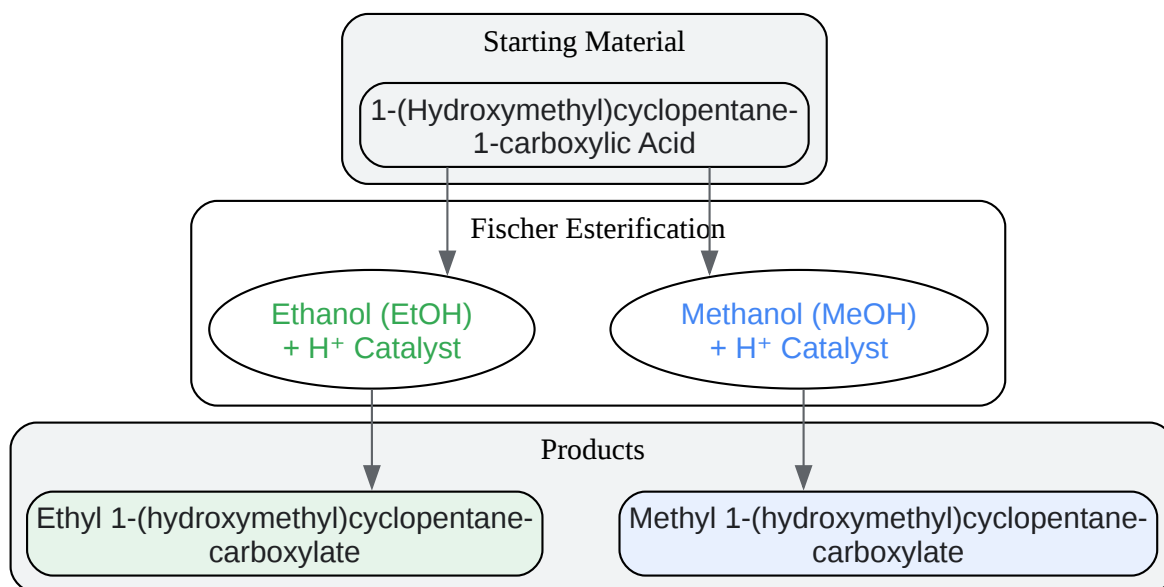 Starting Material
1-(Hydroxymethyl)cyclopentane-
1-carboxylic Acid
Fischer Esterification
Ethanol (EtOH)
+ H⁺ Catalyst
Methanol (MeOH)
+ H⁺ Catalyst
Products
Ethyl 1-(hydroxymethyl)cyclopentane-
carboxylate
Methyl 1-(hydroxymethyl)cyclopentane-
carboxylate